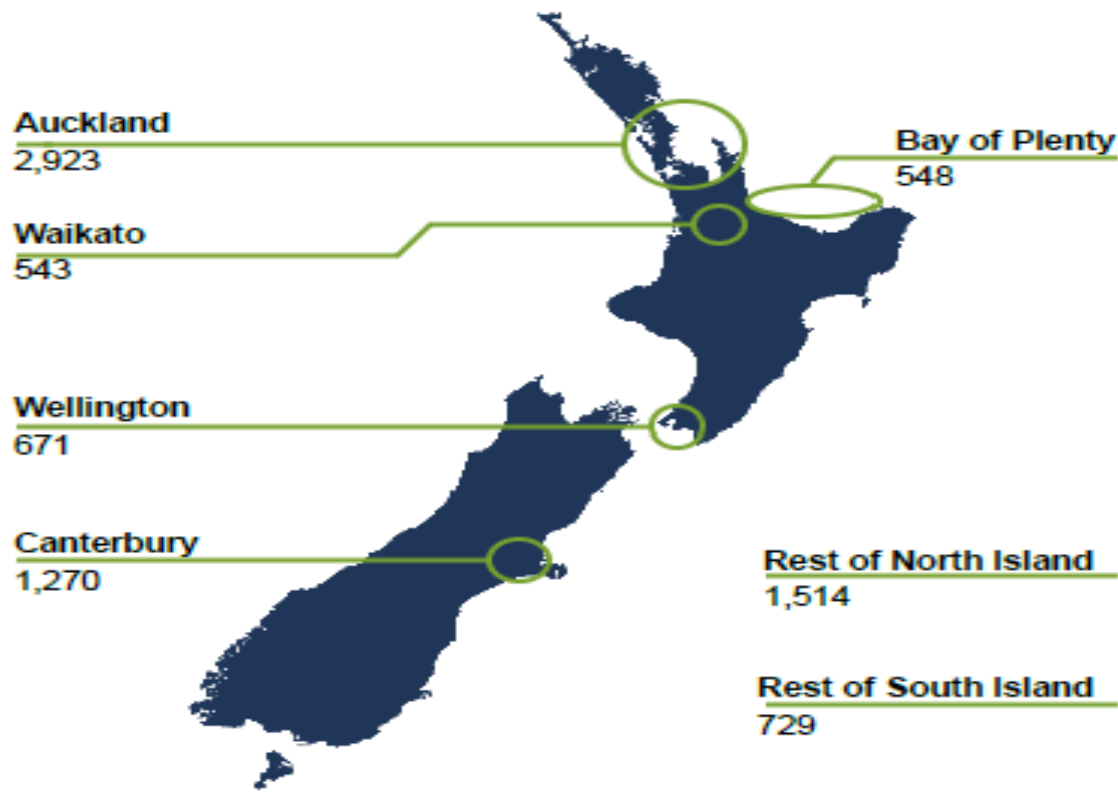 Auckland
2,923
Bay of Plenty
548
Waikato
543
Wellington
671
Canterbury
1,270
Rest of North Island
1,514
Rest of South Island
729